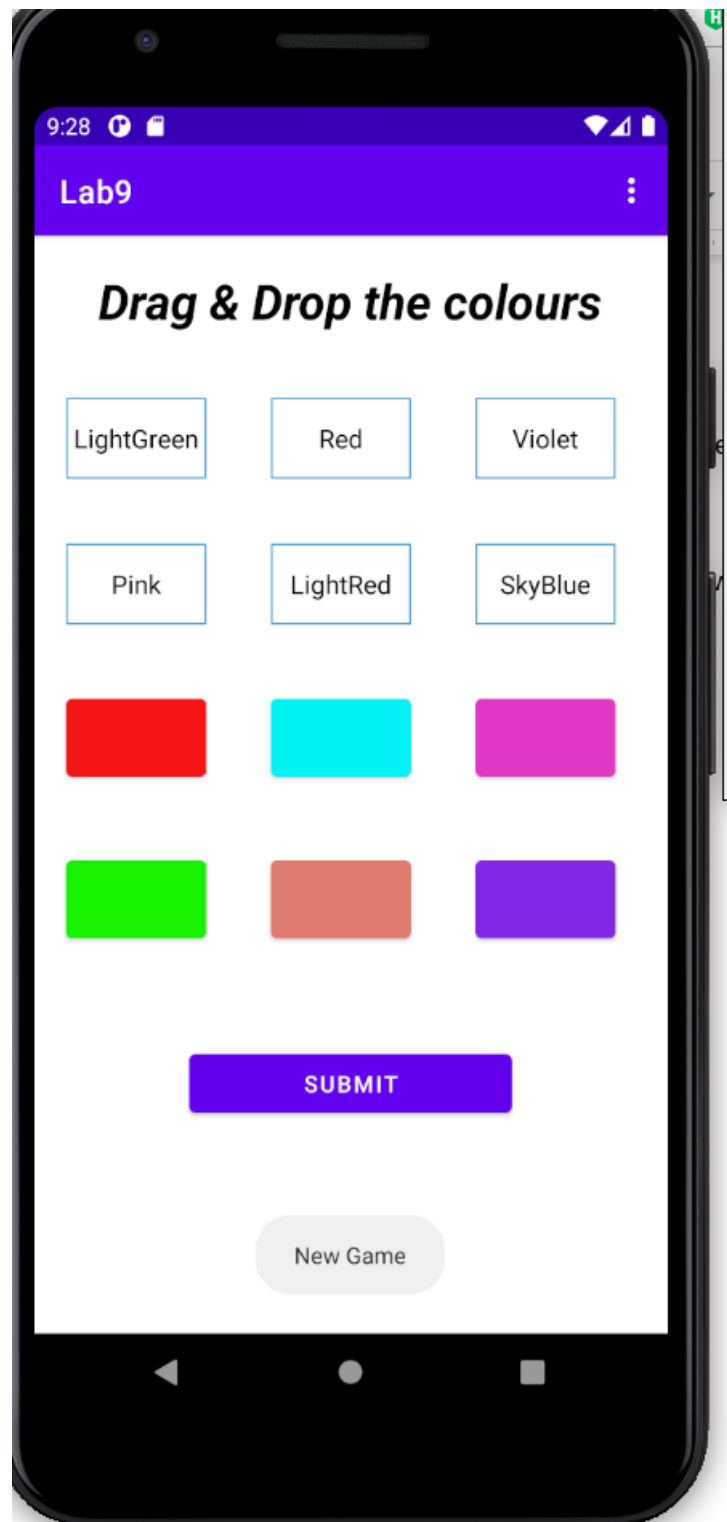 9:28
Lab9
Drag & Drop the colours
LightGreen Red Violet
Pink LightRed SkyBlue
SUBMIT
New Game